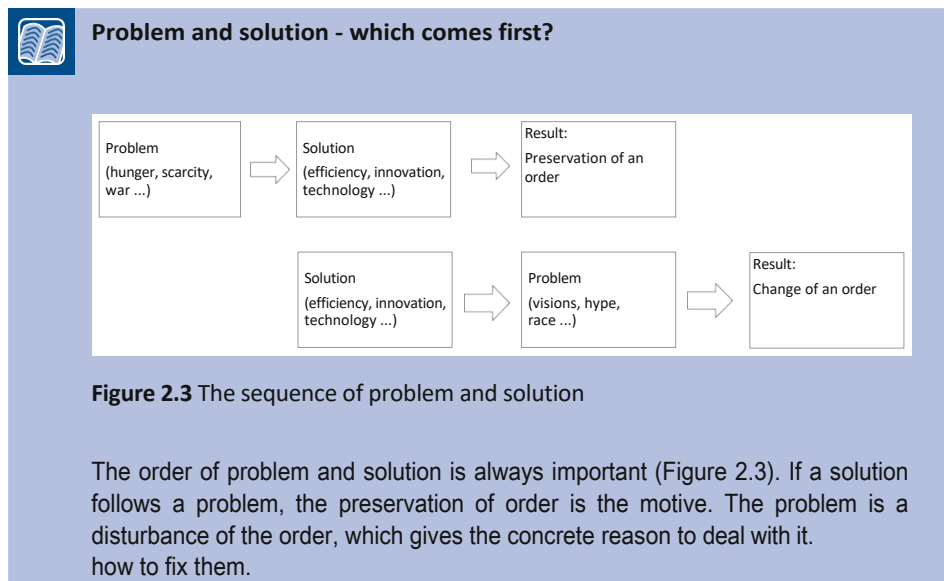 Problem and solution - which comes first?
Problem
(hunger, scarcity,
war ...)
Solution
(efficiency, innovation,
technology ...)
Result:
Preservation of an
order
Solution
(efficiency, innovation,
technology ...)
Problem
(visions, hype,
race ...)
Result:
Change of an order
Figure 2.3 The sequence of problem and solution
The order of problem and solution is always important (Figure 2.3). If a solution
follows a problem, the preservation of order is the motive. The problem is a
disturbance of the order, which gives the concrete reason to deal with it.
how to fix them.